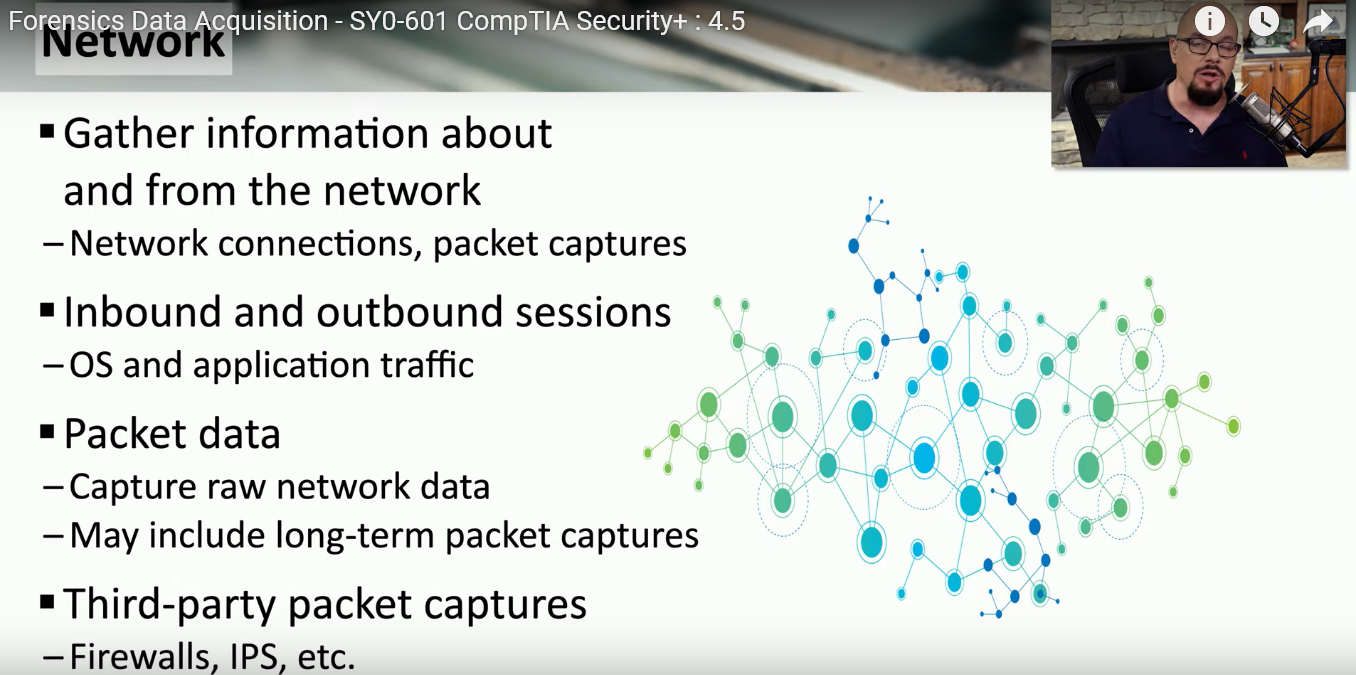 Forensics Data Acquisition - SY0-601 CompTIA Security+ : 4.5
Network
▪ Gather information about
and from the network
– Network connections, packet captures
▪ Inbound and outbound sessions
– OS and application traffic
▪ Packet data
– Capture raw network data
– May include long-term packet captures
▪ Third-party packet captures
– Firewalls, IPS, etc.